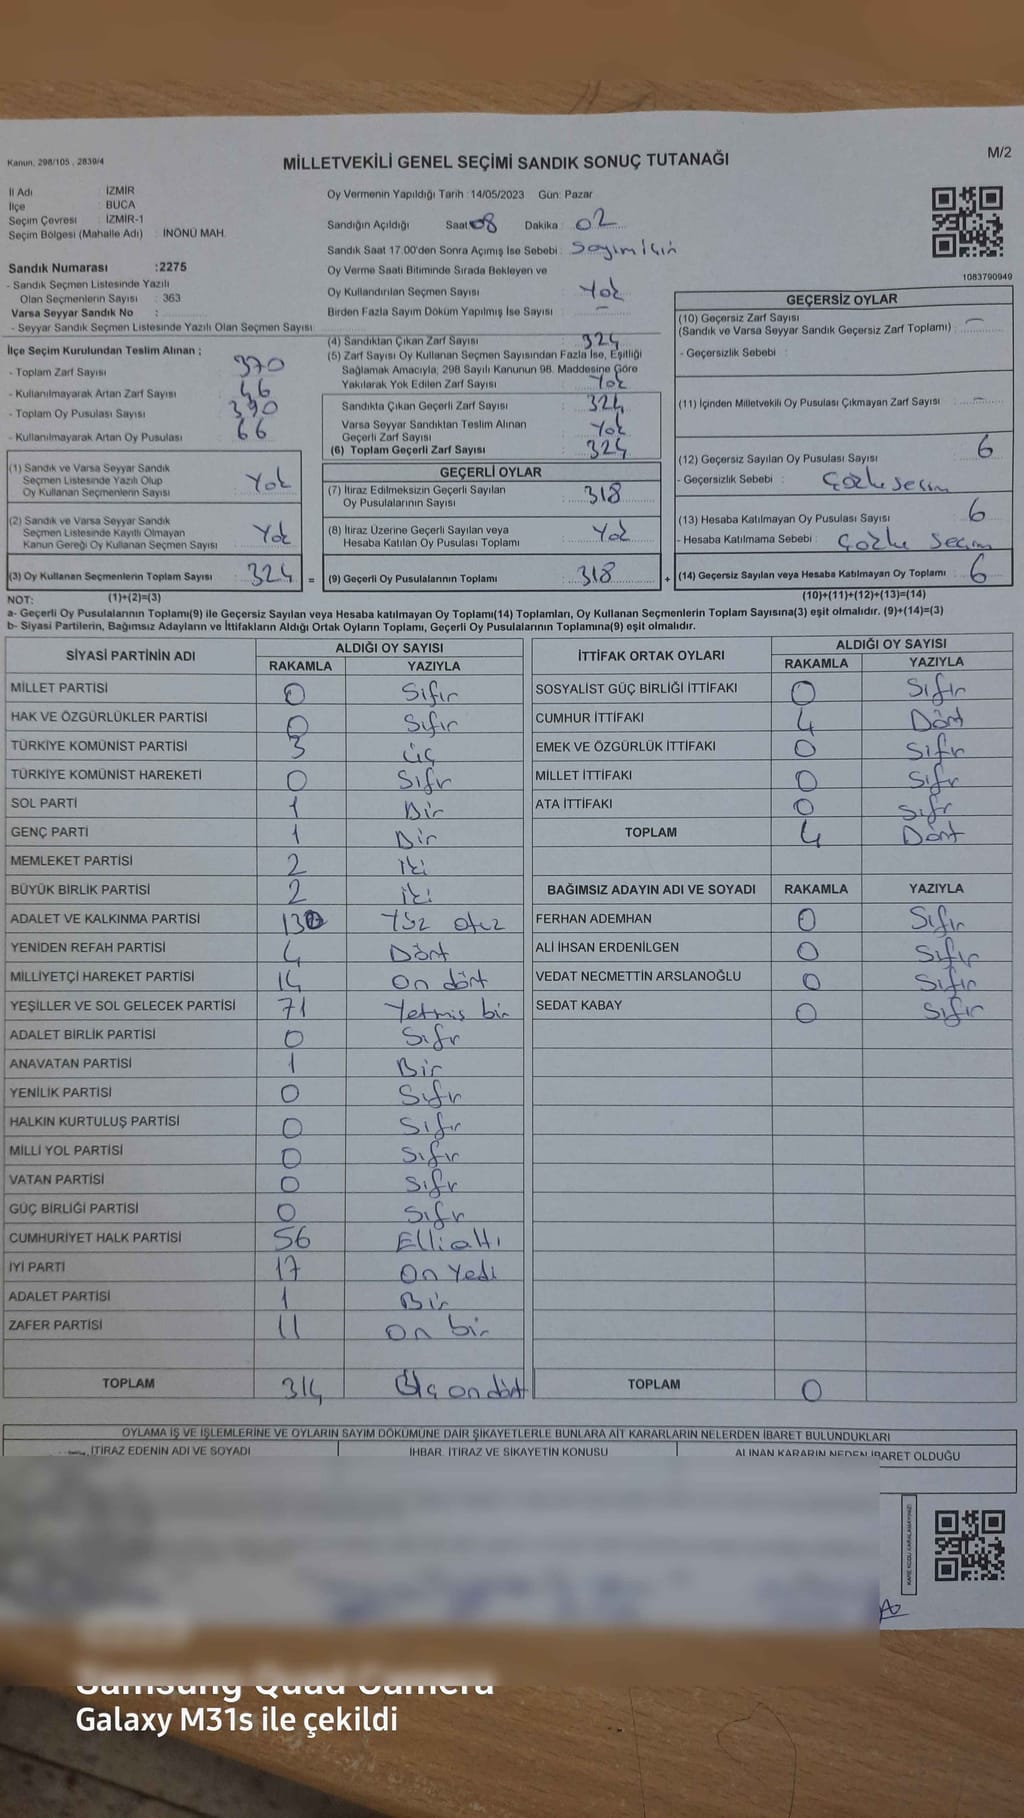 Kanun, 298/105 , 2839/4
MİLLETVEKİLİ GENEL SEÇİMİ SANDIK SONUÇ TUTANAĞI
M/2
İl Adı : İZMİR
İlçe : BUCA
Seçim Çevresi : İZMİR-1
Seçim Bölgesi (Mahalle Adı) : İNÖNÜ MAH.
Sandık Numarası :2275
- Sandık Seçmen Listesinde Yazılı
Olan Seçmenlerin Sayısı : 363
Varsa Seyyar Sandık No :
- Seyyar Sandık Seçmen Listesinde Yazılı Olan Seçmen Sayısı
Oy Vermenin Yapıldığı Tarih : 14/05/2023 Gün: Pazar
Sandığın Açıldığı Saat 08 Dakika : 02
Sandık Saat 17.00'den Sonra Açımış İse Sebebi : Sayım için
Oy Verme Saati Bitiminde Sırada Bekleyen ve
Oy Kullandırılan Seçmen Sayısı : Yok
Birden Fazla Sayım Döküm Yapılmış İse Sayısı : —
1083790949
İlçe Seçim Kurulundan Teslim Alınan ;
- Toplam Zarf Sayısı : 370
- Kullanılmayarak Artan Zarf Sayısı : 46
- Toplam Oy Pusulası Sayısı : 390
- Kullanılmayarak Artan Oy Pusulası : 66
(1) Sandık ve Varsa Seyyar Sandık
Seçmen Listesinde Yazılı Olup
Oy Kullanan Seçmenlerin Sayısı : Yok
(2) Sandık ve Varsa Seyyar Sandık
Seçmen Listesinde Kayıtlı Olmayan
Kanun Gereği Oy Kullanan Seçmen Sayısı : Yok
(3) Oy Kullanan Seçmenlerin Toplam Sayısı : 324 =
(4) Sandıktan Çıkan Zarf Sayısı : 324
(5) Zarf Sayısı Oy Kullanan Seçmen Sayısından Fazla İse, Eşitliği
Sağlamak Amacıyla, 298 Sayılı Kanunun 98. Maddesine Göre
Yakılarak Yok Edilen Zarf Sayısı : Yok
Sandıkta Çıkan Geçerli Zarf Sayısı : 324
Varsa Seyyar Sandıktan Teslim Alınan
Geçerli Zarf Sayısı : Yok
(6) Toplam Geçerli Zarf Sayısı : 324
GEÇERLİ OYLAR
(7) İtiraz Edilmeksizin Geçerli Sayılan
Oy Pusulalarının Sayısı : 318
(8) İtiraz Üzerine Geçerli Sayılan veya
Hesaba Katılan Oy Pusulası Toplamı : Yok
(9) Geçerli Oy Pusulalarının Toplamı : 318 +
GEÇERSİZ OYLAR
(10) Geçersiz Zarf Sayısı : —
(Sandık ve Varsa Seyyar Sandık Geçersiz Zarf Toplamı)
- Geçersizlik Sebebi :
(11) İçinden Milletvekili Oy Pusulası Çıkmayan Zarf Sayısı : —
(12) Geçersiz Sayılan Oy Pusulası Sayısı : 6
- Geçersizlik Sebebi : Çözke Seçim
(13) Hesaba Katılmayan Oy Pusulası Sayısı : 6
- Hesaba Katılmama Sebebi : Çözke Seçim
(14) Geçersiz Sayılan veya Hesaba Katılmayan Oy Toplamı : 6
NOT: (1)+(2)=(3) (10)+(11)+(12)+(13)=(14)
a- Geçerli Oy Pusulalarının Toplamı(9) ile Geçersiz Sayılan veya Hesaba katılmayan Oy Toplamı(14) Toplamları, Oy Kullanan Seçmenlerin Toplam Sayısına(3) eşit olmalıdır. (9)+(14)=(3)
b- Siyasi Partilerin, Bağımsız Adayların ve İttifakların Aldığı Ortak Oyların Toplamı, Geçerli Oy Pusulalarının Toplamına(9) eşit olmalıdır.
SİYASİ PARTİNİN ADI ALDIĞI OY SAYISI
RAKAMLA YAZIYLA
MİLLET PARTİSİ 0 Sıfır
HAK VE ÖZGÜRLÜKLER PARTİSİ 0 Sıfır
TÜRKİYE KOMÜNİST PARTİSİ 3 üç
TÜRKİYE KOMÜNİST HAREKETİ 0 Sıfır
SOL PARTİ 1 Bir
GENÇ PARTİ 1 Bir
MEMLEKET PARTİSİ 2 iki
BÜYÜK BİRLİK PARTİSİ 2 iki
ADALET VE KALKINMA PARTİSİ 130 Yüz otuz
YENİDEN REFAH PARTİSİ 4 Dört
MİLLİYETÇİ HAREKET PARTİSİ 14 On dört
YEŞİLLER VE SOL GELECEK PARTİSİ 71 Yetmiş bir
ADALET BİRLİK PARTİSİ 0 Sıfır
ANAVATAN PARTİSİ 1 Bir
YENİLİK PARTİSİ 0 Sıfır
HALKIN KURTULUŞ PARTİSİ 0 Sıfır
MİLLİ YOL PARTİSİ 0 Sıfır
VATAN PARTİSİ 0 Sıfır
GÜÇ BİRLİĞİ PARTİSİ 0 Sıfır
CUMHURİYET HALK PARTİSİ 56 Elli altı
İYİ PARTİ 17 On Yedi
ADALET PARTİSİ 1 Bir
ZAFER PARTİSİ 11 On bir
TOPLAM 314 Üç on dört
İTTİFAK ORTAK OYLARI ALDIĞI OY SAYISI
RAKAMLA YAZIYLA
SOSYALİST GÜÇ BİRLİĞİ İTTİFAKI 0 Sıfır
CUMHUR İTTİFAKI 4 Dört
EMEK VE ÖZGÜRLÜK İTTİFAKI 0 Sıfır
MİLLET İTTİFAKI 0 Sıfır
ATA İTTİFAKI 0 Sıfır
TOPLAM 4 Dört
BAĞIMSIZ ADAYIN ADI VE SOYADI RAKAMLA YAZIYLA
FERHAN ADEMHAN 0 Sıfır
ALİ İHSAN ERDENİLGEN 0 Sıfır
VEDAT NECMETTİN ARSLANOĞLU 0 Sıfır
SEDAT KABAY 0 Sıfır
TOPLAM 0
OYLAMA İŞ VE İŞLEMLERİNE VE OYLARIN SAYIM DÖKÜMÜNE DAİR ŞİKAYETLERLE BUNLARA AİT KARARLARIN NELERDEN İBARET BULUNDUKLARI
İTİRAZ EDENİN ADI VE SOYADI İHBAR, İTİRAZ VE ŞİKAYETİN KONUSU ALINAN KARARIN NEDEN İBARET OLDUĞU
Samsung Quad Camera
Galaxy M31s ile çekildi